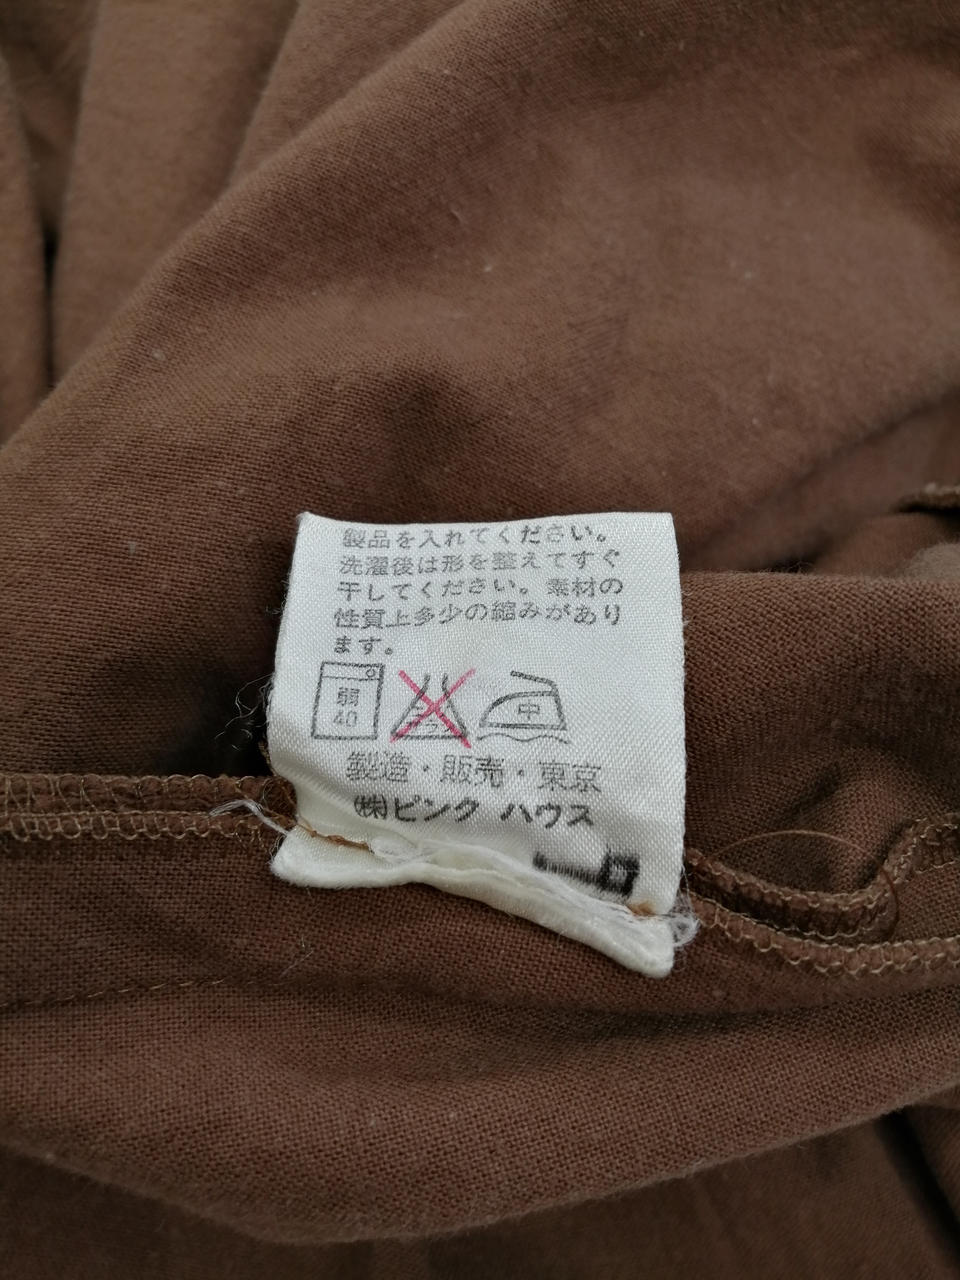 製品を入れてください。
洗濯後は形を整えてすぐ
干してください。素材の
性質上多少の縮みがあり
ます。
弱
40
中
製造・販売・東京
(株)ピンク ハウス